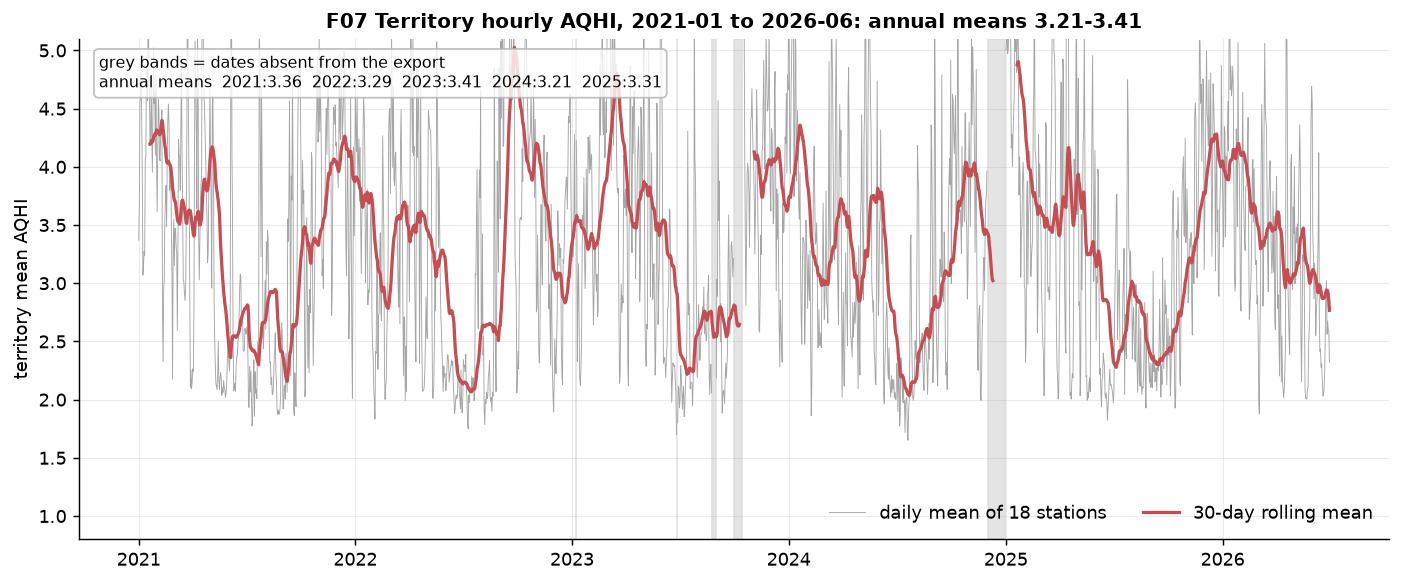 F07 Territory hourly AQHI, 2021-01 to 2026-06: annual means 3.21-3.41
grey bands = dates absent from the export
annual means  2021:3.36  2022:3.29  2023:3.41  2024:3.21  2025:3.31
territory mean AQHI
5.0
4.5
4.0
3.5
3.0
2.5
2.0
1.5
1.0
daily mean of 18 stations
30-day rolling mean
2021
2022
2023
2024
2025
2026